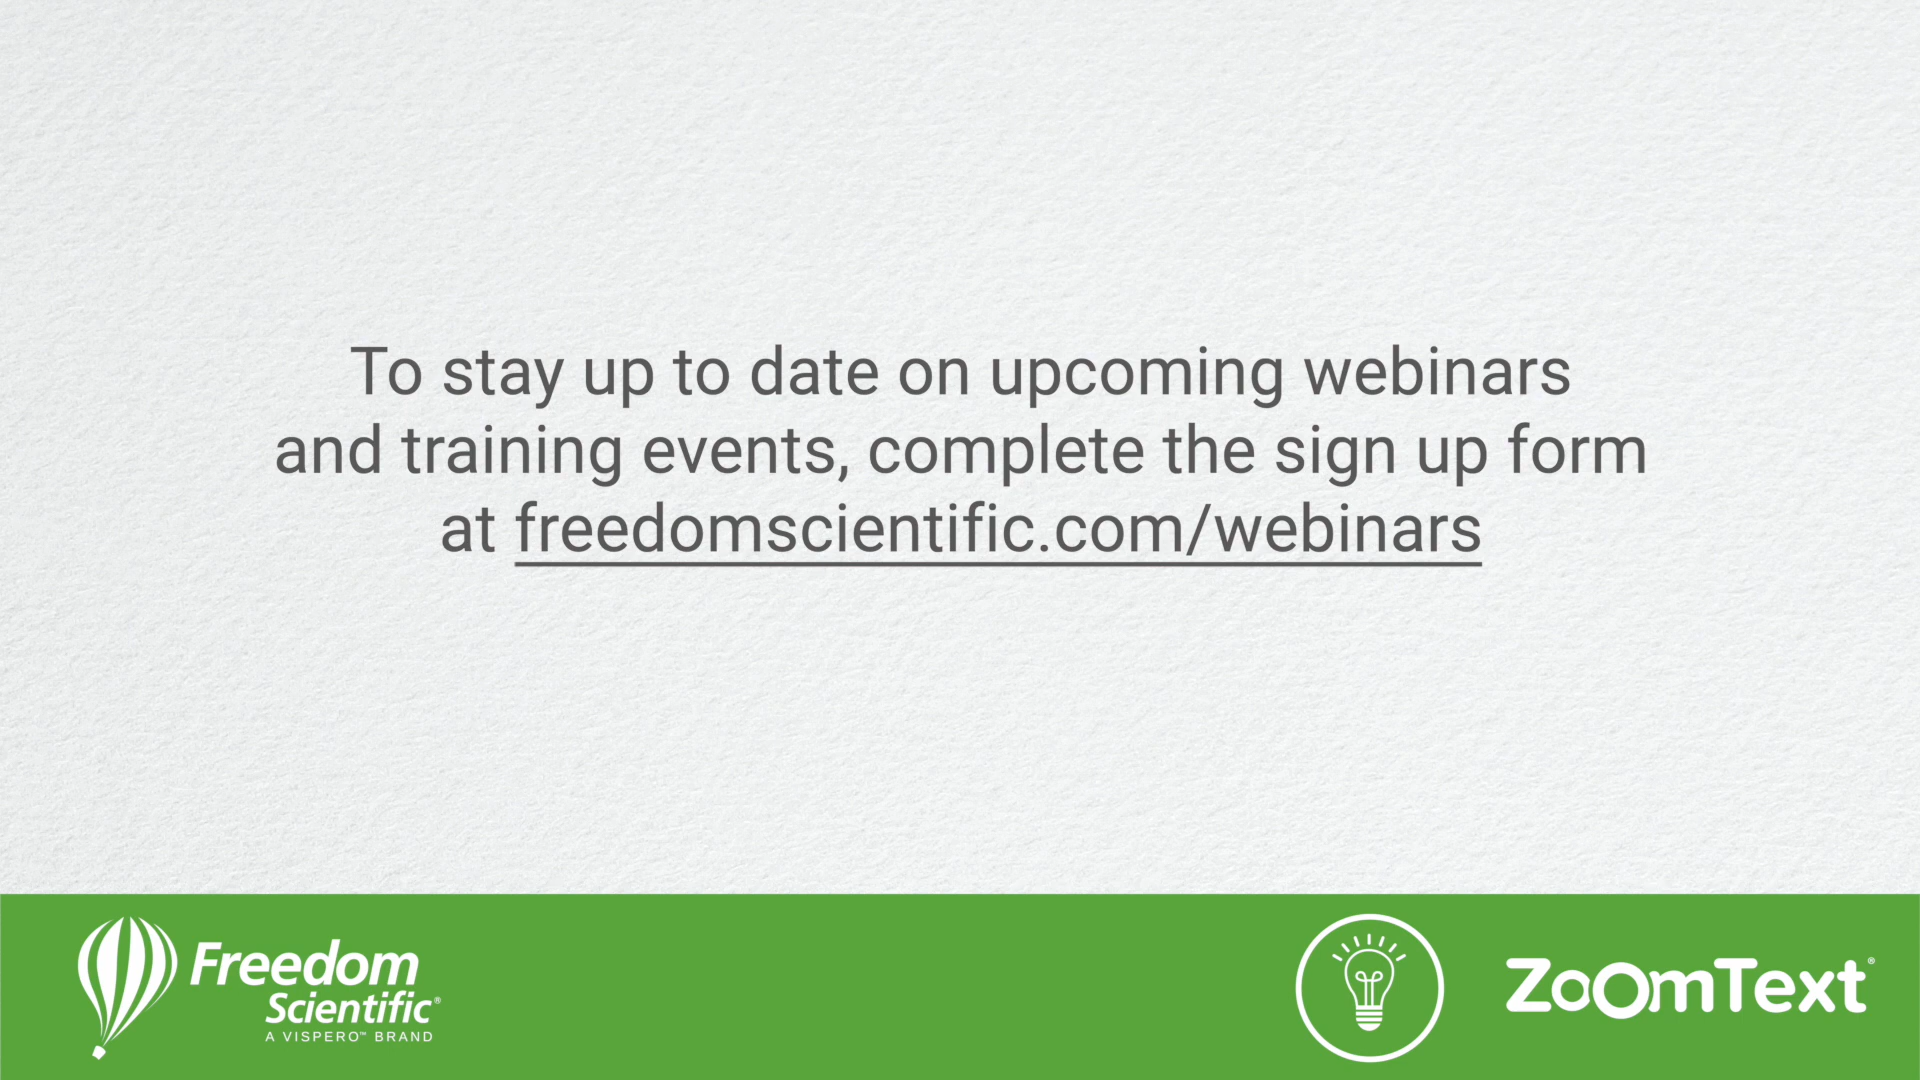 To stay up to date on upcoming webinars
and training events, complete the sign up form
at freedomscientific.com/webinars
Freedom
Scientific®
A VISPERO™ BRAND
ZoomText®